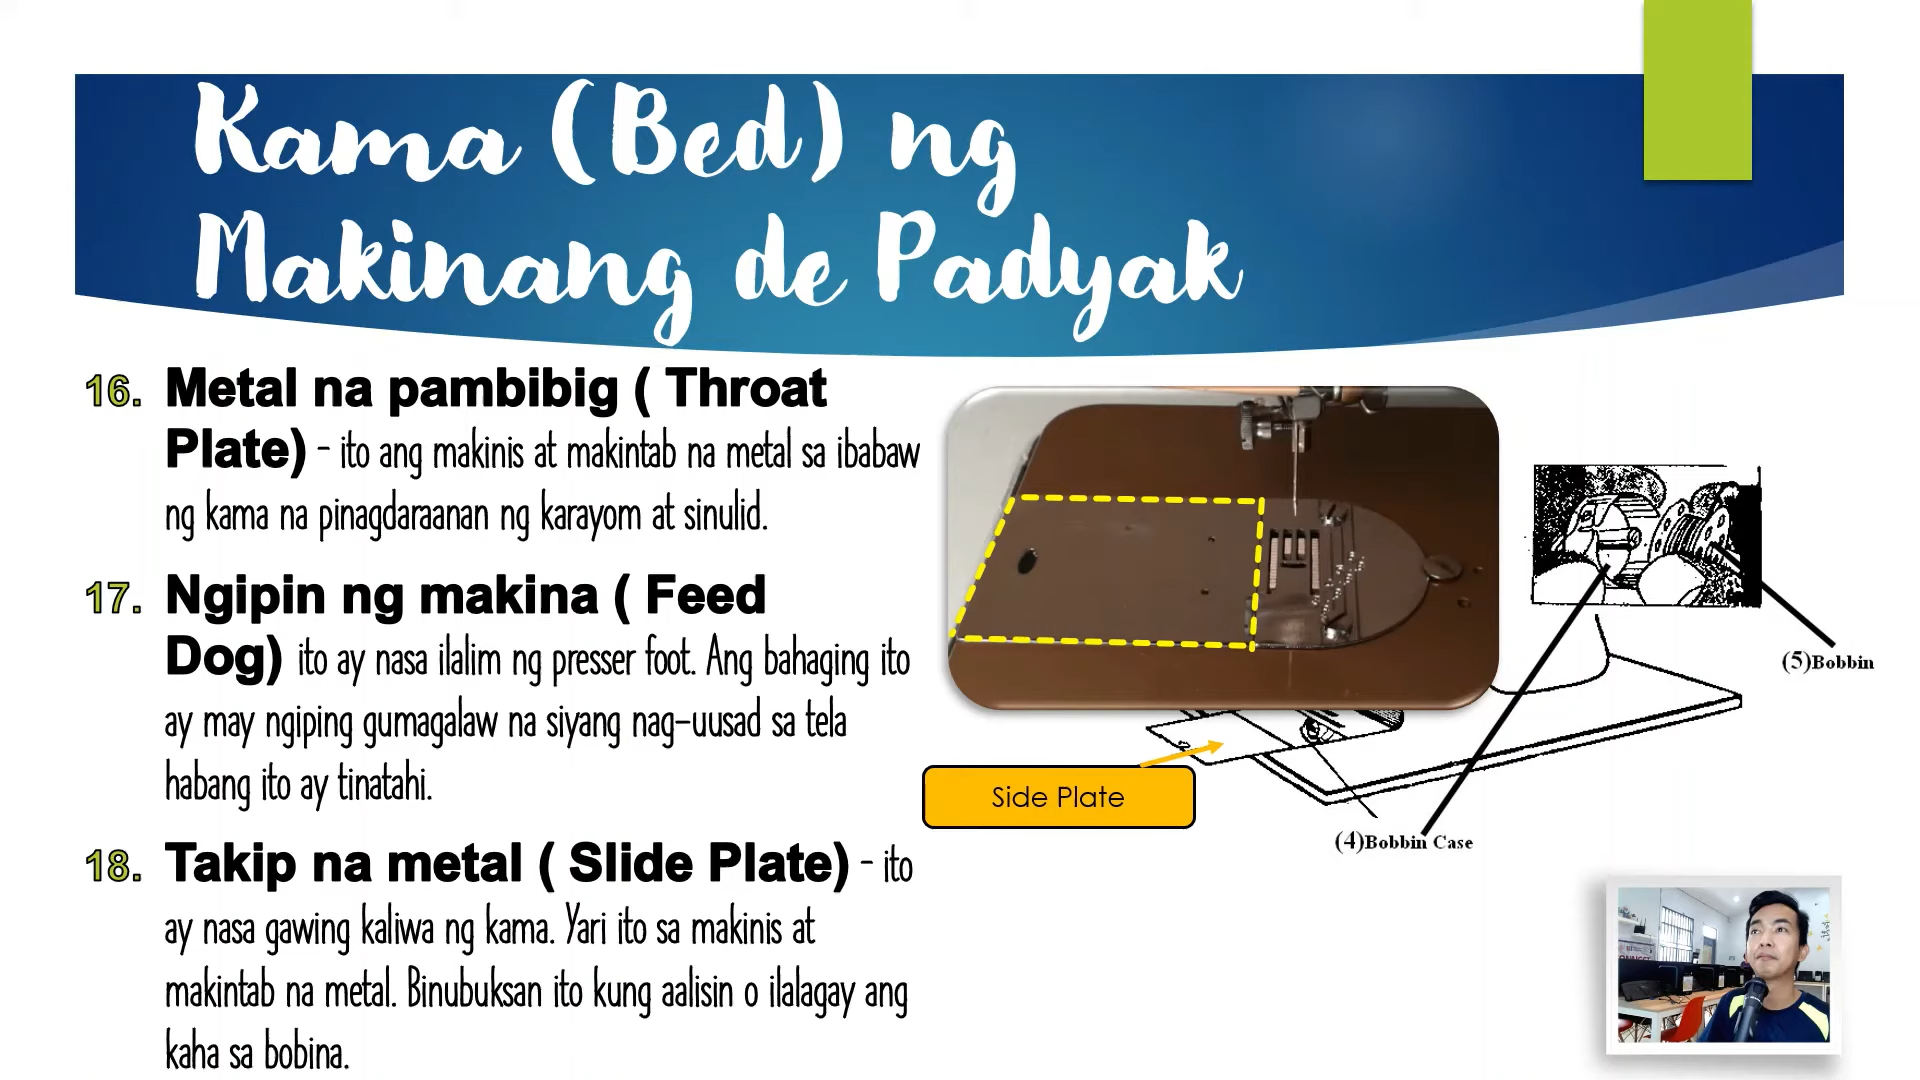 Kama (Bed) ng
Makinang de Padyak
16. Metal na pambibig ( Throat
Plate) - ito ang makinis at makintab na metal sa ibabaw
ng kama na pinagdaraanan ng karayom at sinulid.
17. Ngipin ng makina ( Feed
Dog) ito ay nasa ilalim ng presser foot. Ang bahaging ito
ay may ngiping gumagalaw na siyang nag-uusad sa tela
habang ito ay tinatahi.
18. Takip na metal ( Slide Plate) - ito
ay nasa gawing kaliwa ng kama. Yari ito sa makinis at
makintab na metal. Binubuksan ito kung aalisin o ilalagay ang
kaha sa bobina.
(5)Bobbin
Side Plate
(4)Bobbin Case